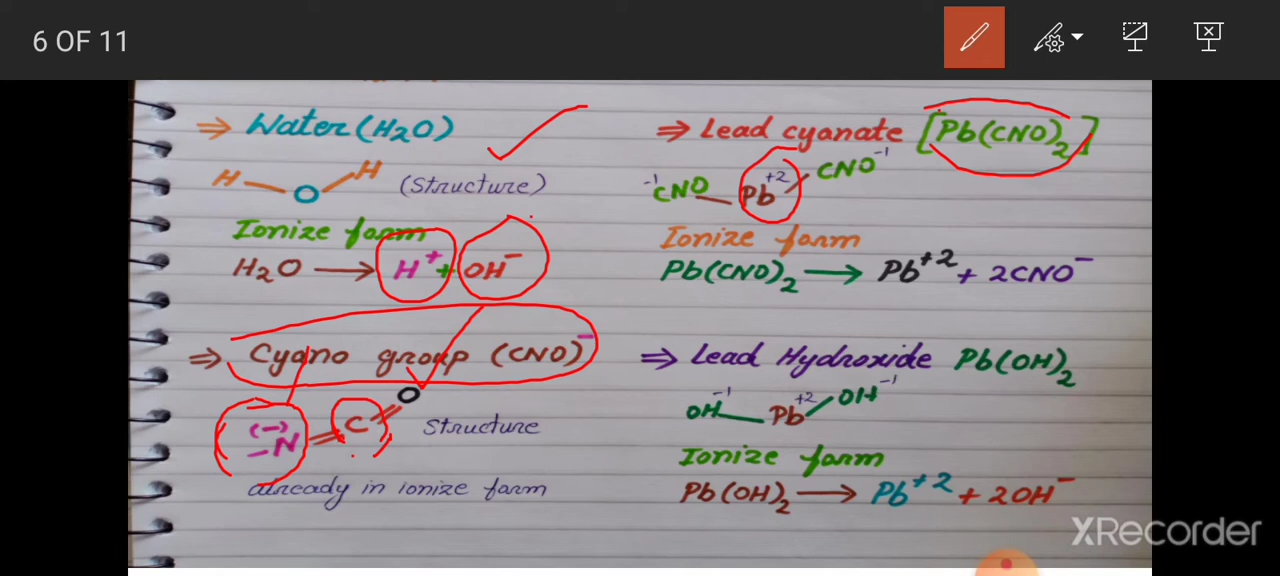 6 OF 11
⇒ Water (H2O)
H O H (Structure)
Ionize form
H2O → H+ + OH−
⇒ Cyano group (CNO)−
(−) −N = C = O Structure
already in ionize form
⇒ Lead cyanate [Pb(CNO)2]
−1 CNO Pb+2 CNO−1
Ionize form
Pb(CNO)2 → Pb+2 + 2CNO−
⇒ Lead Hydroxide Pb(OH)2
OH−1 Pb+2 OH−1
Ionize form
Pb(OH)2 → Pb+2 + 2OH−
XRecorder